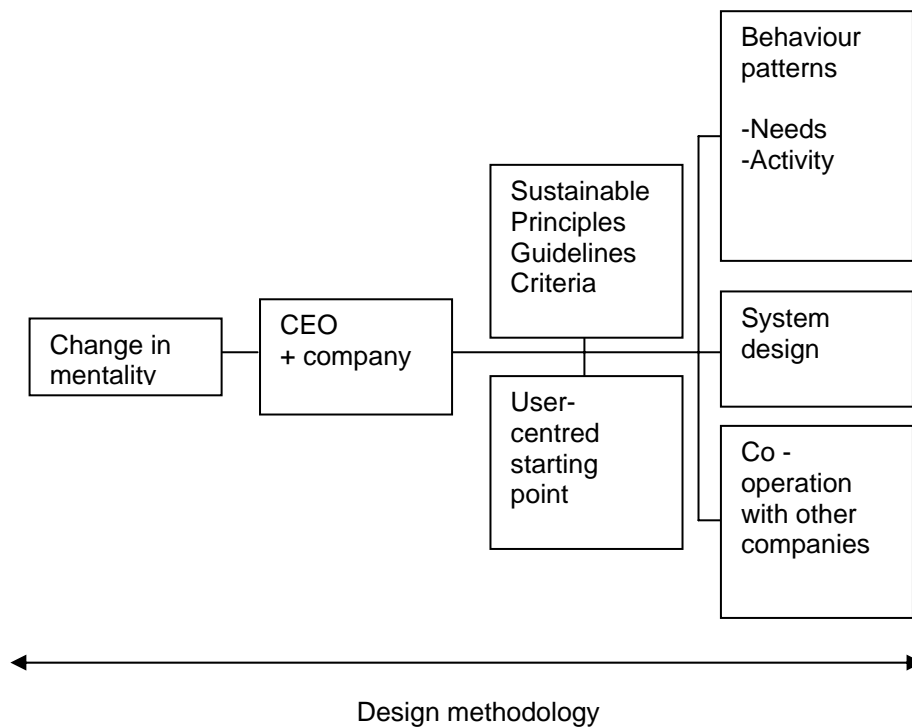 Change in
mentality
CEO
+ company
Sustainable
Principles
Guidelines
Criteria
User-
centred
starting
point
Behaviour
patterns
-Needs
-Activity
System
design
Co -
operation
with other
companies
Design methodology